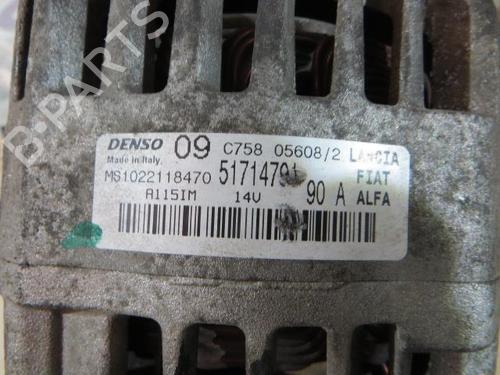 B-PARTS
DENSO 09 C758 05608/2 LANCIA
Made in Italy.
MS1022118470 51714791 90 A FIAT
A115IM 14V ALFA